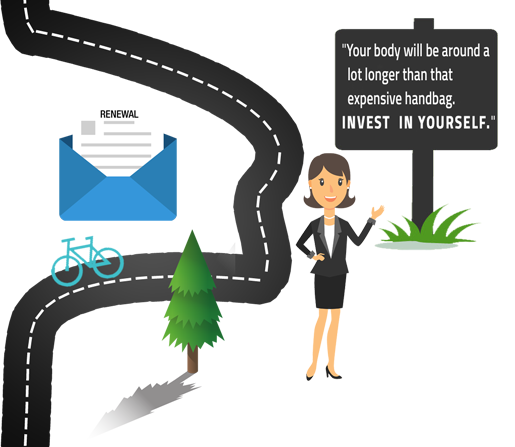 "Your body will be around a
lot longer than that
expensive handbag.
INVEST IN YOURSELF."
RENEWAL